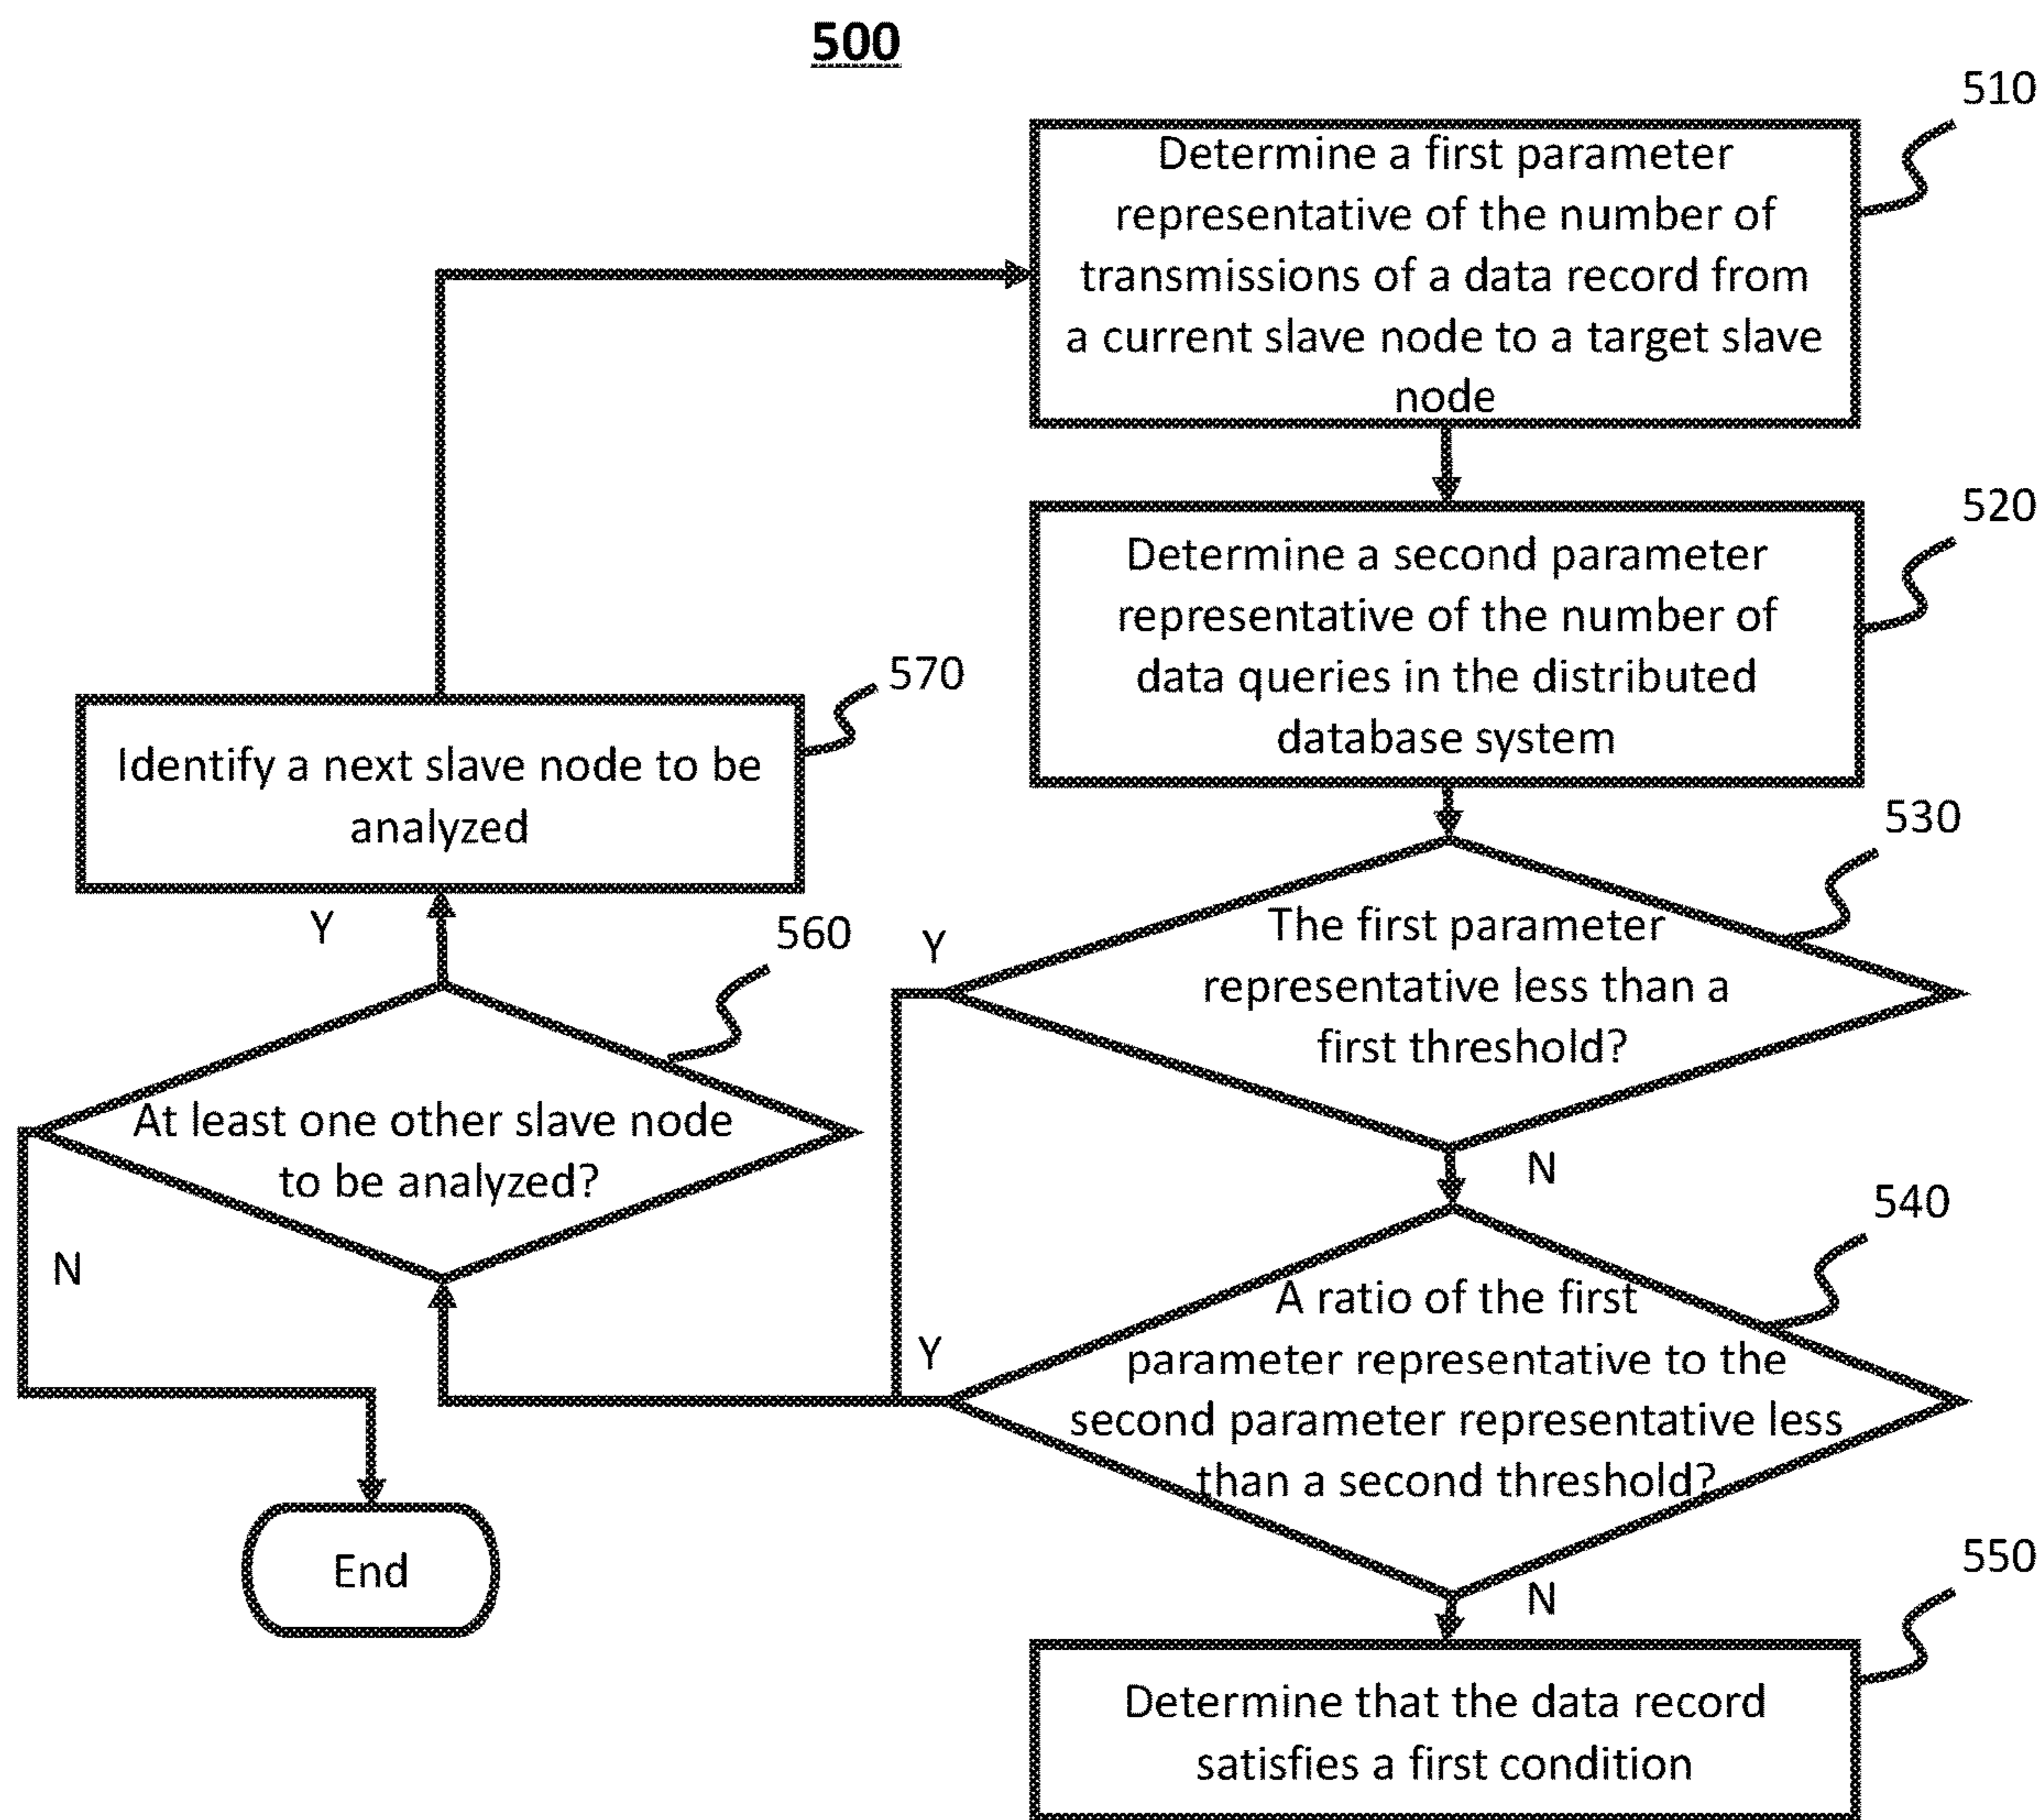 500
510
Determine a first parameter
representative of the number of
transmissions of a data record from
a current slave node to a target slave
node
520
Determine a second parameter
representative of the number of
data queries in the distributed
database system
570
Identify a next slave node to be
analyzed
530
The first parameter
representative less than a
first threshold?
Y
N
560
At least one other slave node
to be analyzed?
Y
N
540
A ratio of the first
parameter representative to the
second parameter representative less
than a second threshold?
Y
N
End
550
Determine that the data record
satisfies a first condition